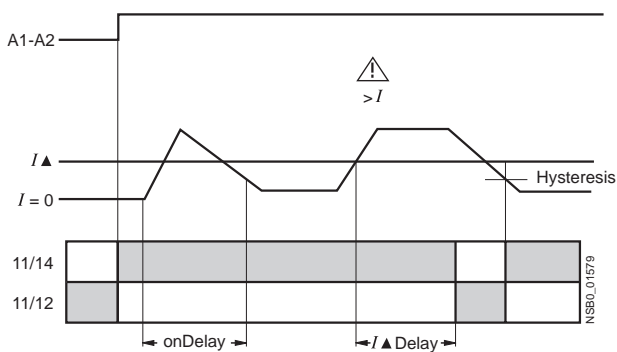 A1-A2
>I
I▲
Hysteresis
I = 0
11/14
11/12
NSB0_01579
onDelay
I▲Delay